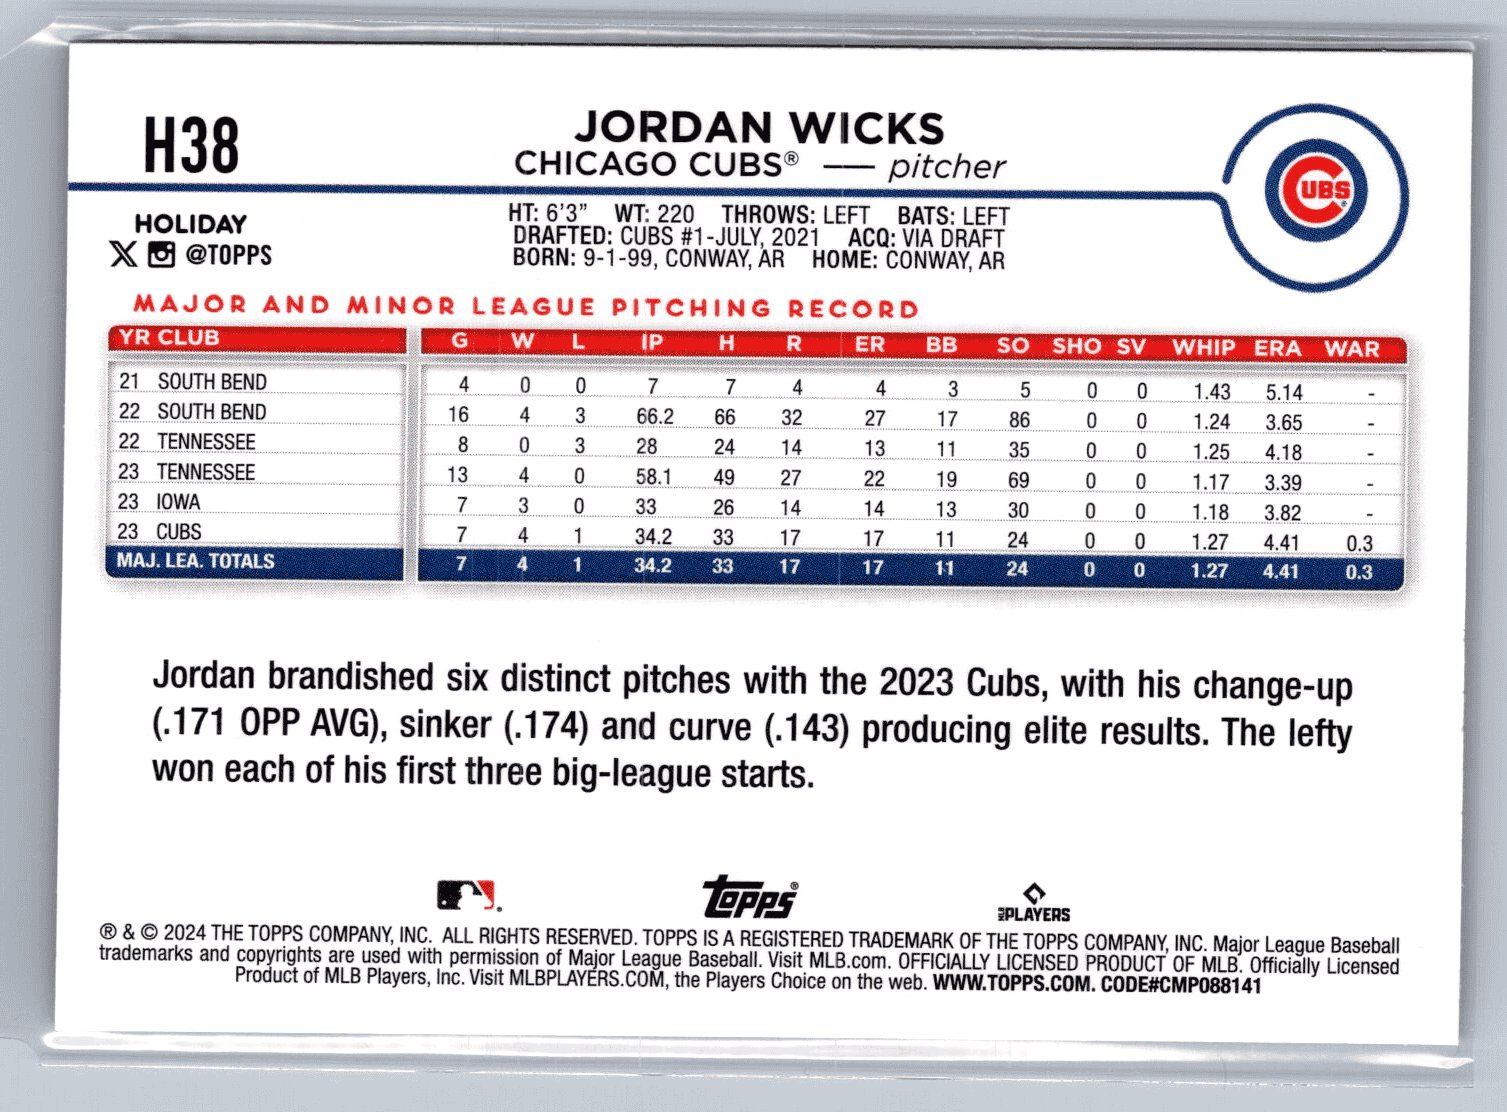 H38
JORDAN WICKS
CHICAGO CUBS® — pitcher
CUBS®
HOLIDAY
X @TOPPS
HT: 6'3" WT: 220 THROWS: LEFT BATS: LEFT
DRAFTED: CUBS #1-JULY, 2021 ACQ: VIA DRAFT
BORN: 9-1-99, CONWAY, AR HOME: CONWAY, AR
MAJOR AND MINOR LEAGUE PITCHING RECORD
YR CLUB G W L IP H R ER BB SO SHO SV WHIP ERA WAR
21 SOUTH BEND 4 0 0 7 7 4 4 3 5 0 0 1.43 5.14 -
22 SOUTH BEND 16 4 3 66.2 66 32 27 17 86 0 0 1.24 3.65 -
22 TENNESSEE 8 0 3 28 24 14 13 11 35 0 0 1.25 4.18 -
23 TENNESSEE 13 4 0 58.1 49 27 22 19 69 0 0 1.17 3.39 -
23 IOWA 7 3 0 33 26 14 14 13 30 0 0 1.18 3.82 -
23 CUBS 7 4 1 34.2 33 17 17 11 24 0 0 1.27 4.41 0.3
MAJ. LEA. TOTALS 7 4 1 34.2 33 17 17 11 24 0 0 1.27 4.41 0.3
Jordan brandished six distinct pitches with the 2023 Cubs, with his change-up
(.171 OPP AVG), sinker (.174) and curve (.143) producing elite results. The lefty
won each of his first three big-league starts.
Topps®
MLB PLAYERS
® & © 2024 THE TOPPS COMPANY, INC. ALL RIGHTS RESERVED. TOPPS IS A REGISTERED TRADEMARK OF THE TOPPS COMPANY, INC. Major League Baseball
trademarks and copyrights are used with permission of Major League Baseball. Visit MLB.com. OFFICIALLY LICENSED PRODUCT OF MLB. Officially Licensed
Product of MLB Players, Inc. Visit MLBPLAYERS.COM, the Players Choice on the web. WWW.TOPPS.COM. CODE#CMP088141